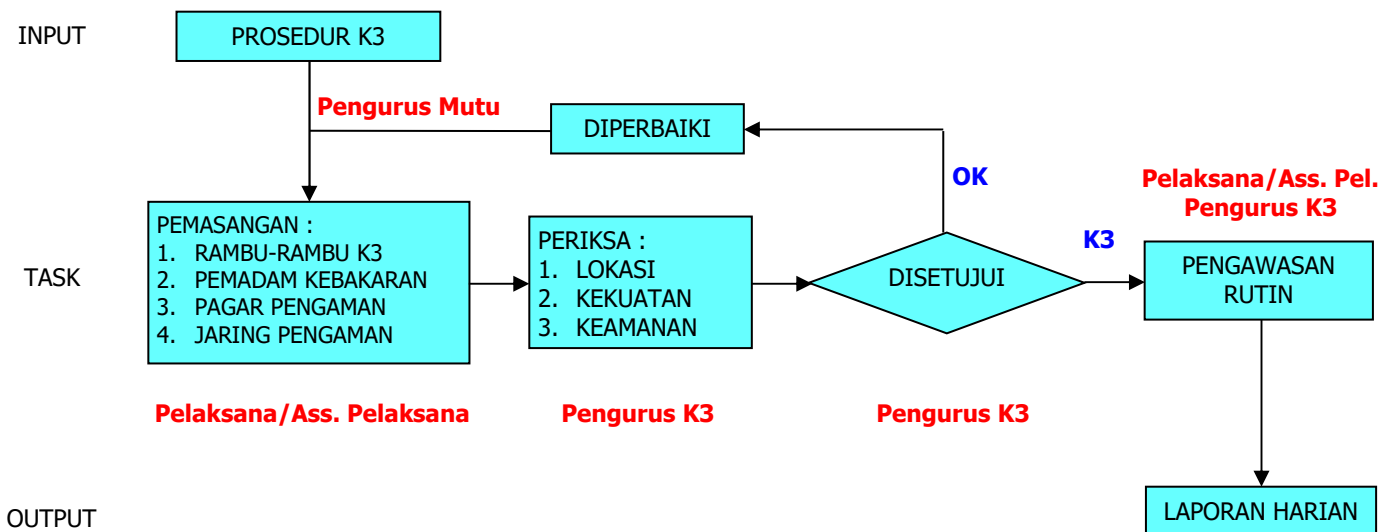 INPUT
PROSEDUR K3
Pengurus Mutu
DIPERBAIKI
OK
Pelaksana/Ass. Pel.
Pengurus K3
K3
TASK
PEMASANGAN :
1. RAMBU-RAMBU K3
2. PEMADAM KEBAKARAN
3. PAGAR PENGAMAN
4. JARING PENGAMAN
PERIKSA :
1. LOKASI
2. KEKUATAN
3. KEAMANAN
DISETUJUI
PENGAWASAN
RUTIN
Pelaksana/Ass. Pelaksana
Pengurus K3
Pengurus K3
OUTPUT
LAPORAN HARIAN